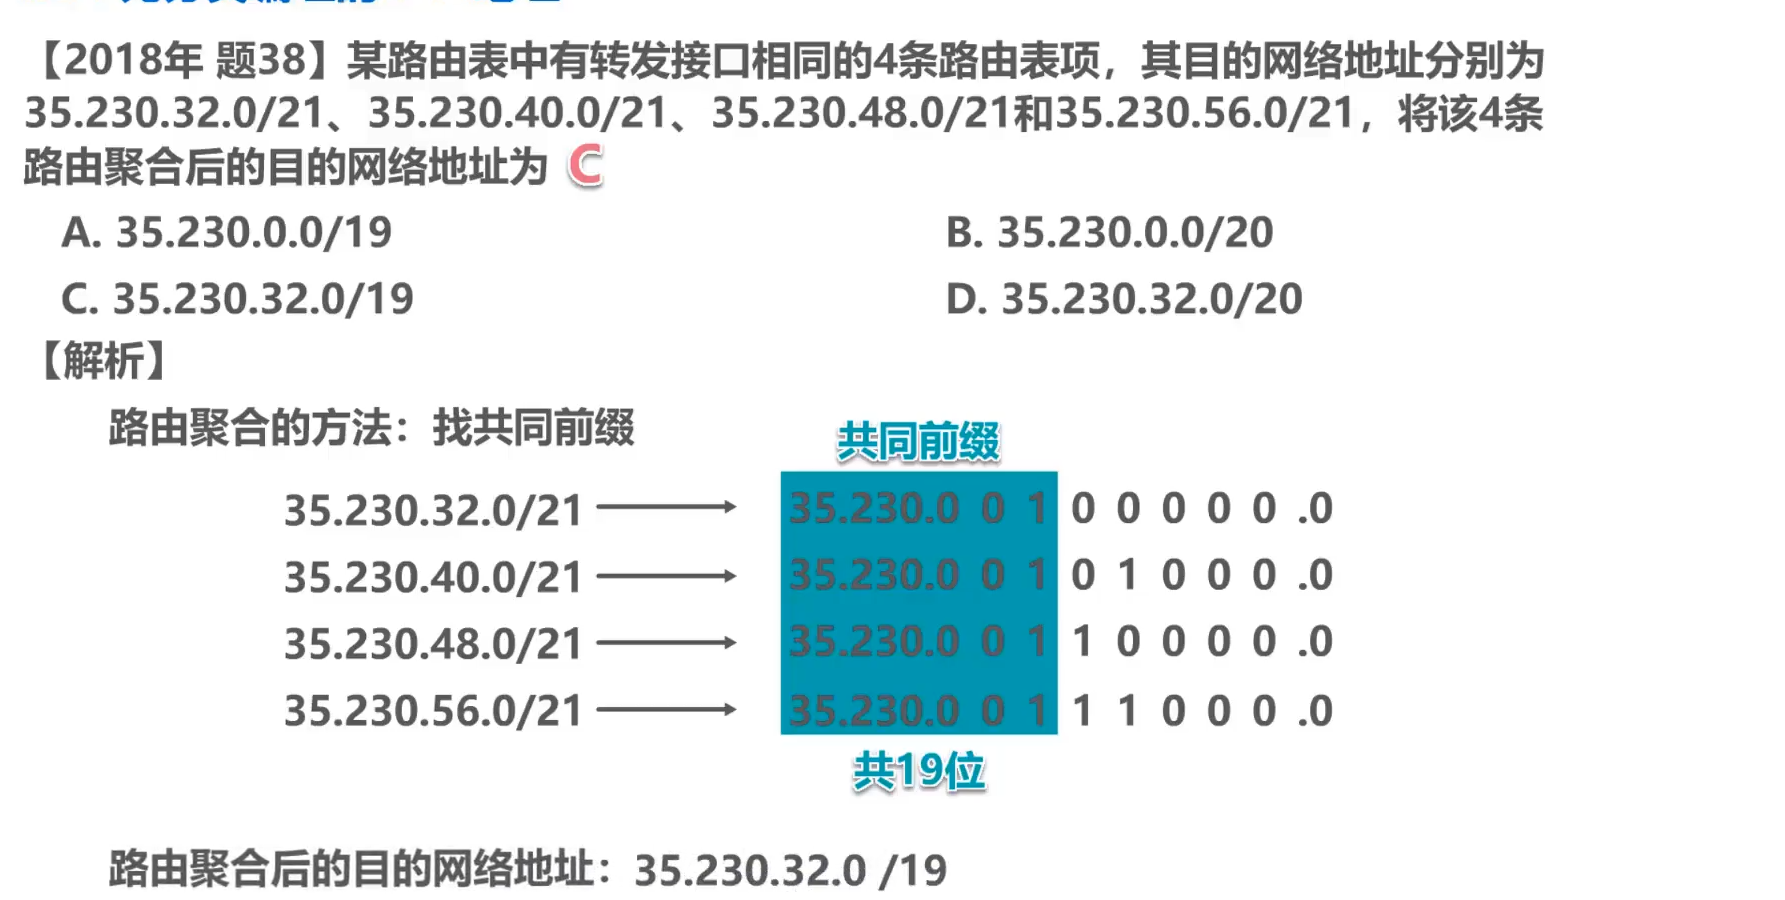 【2018年 题38】某路由表中有转发接口相同的4条路由表项，其目的网络地址分别为
35.230.32.0/21、35.230.40.0/21、35.230.48.0/21和35.230.56.0/21，将该4条
路由聚合后的目的网络地址为 C
A. 35.230.0.0/19 B. 35.230.0.0/20
C. 35.230.32.0/19 D. 35.230.32.0/20
【解析】
路由聚合的方法：找共同前缀
共同前缀
35.230.32.0/21 35.230.0 0 1 0 0 0 0 0 .0
35.230.40.0/21 35.230.0 0 1 0 1 0 0 0 .0
35.230.48.0/21 35.230.0 0 1 1 0 0 0 0 .0
35.230.56.0/21 35.230.0 0 1 1 1 0 0 0 .0
共19位
路由聚合后的目的网络地址：35.230.32.0 /19